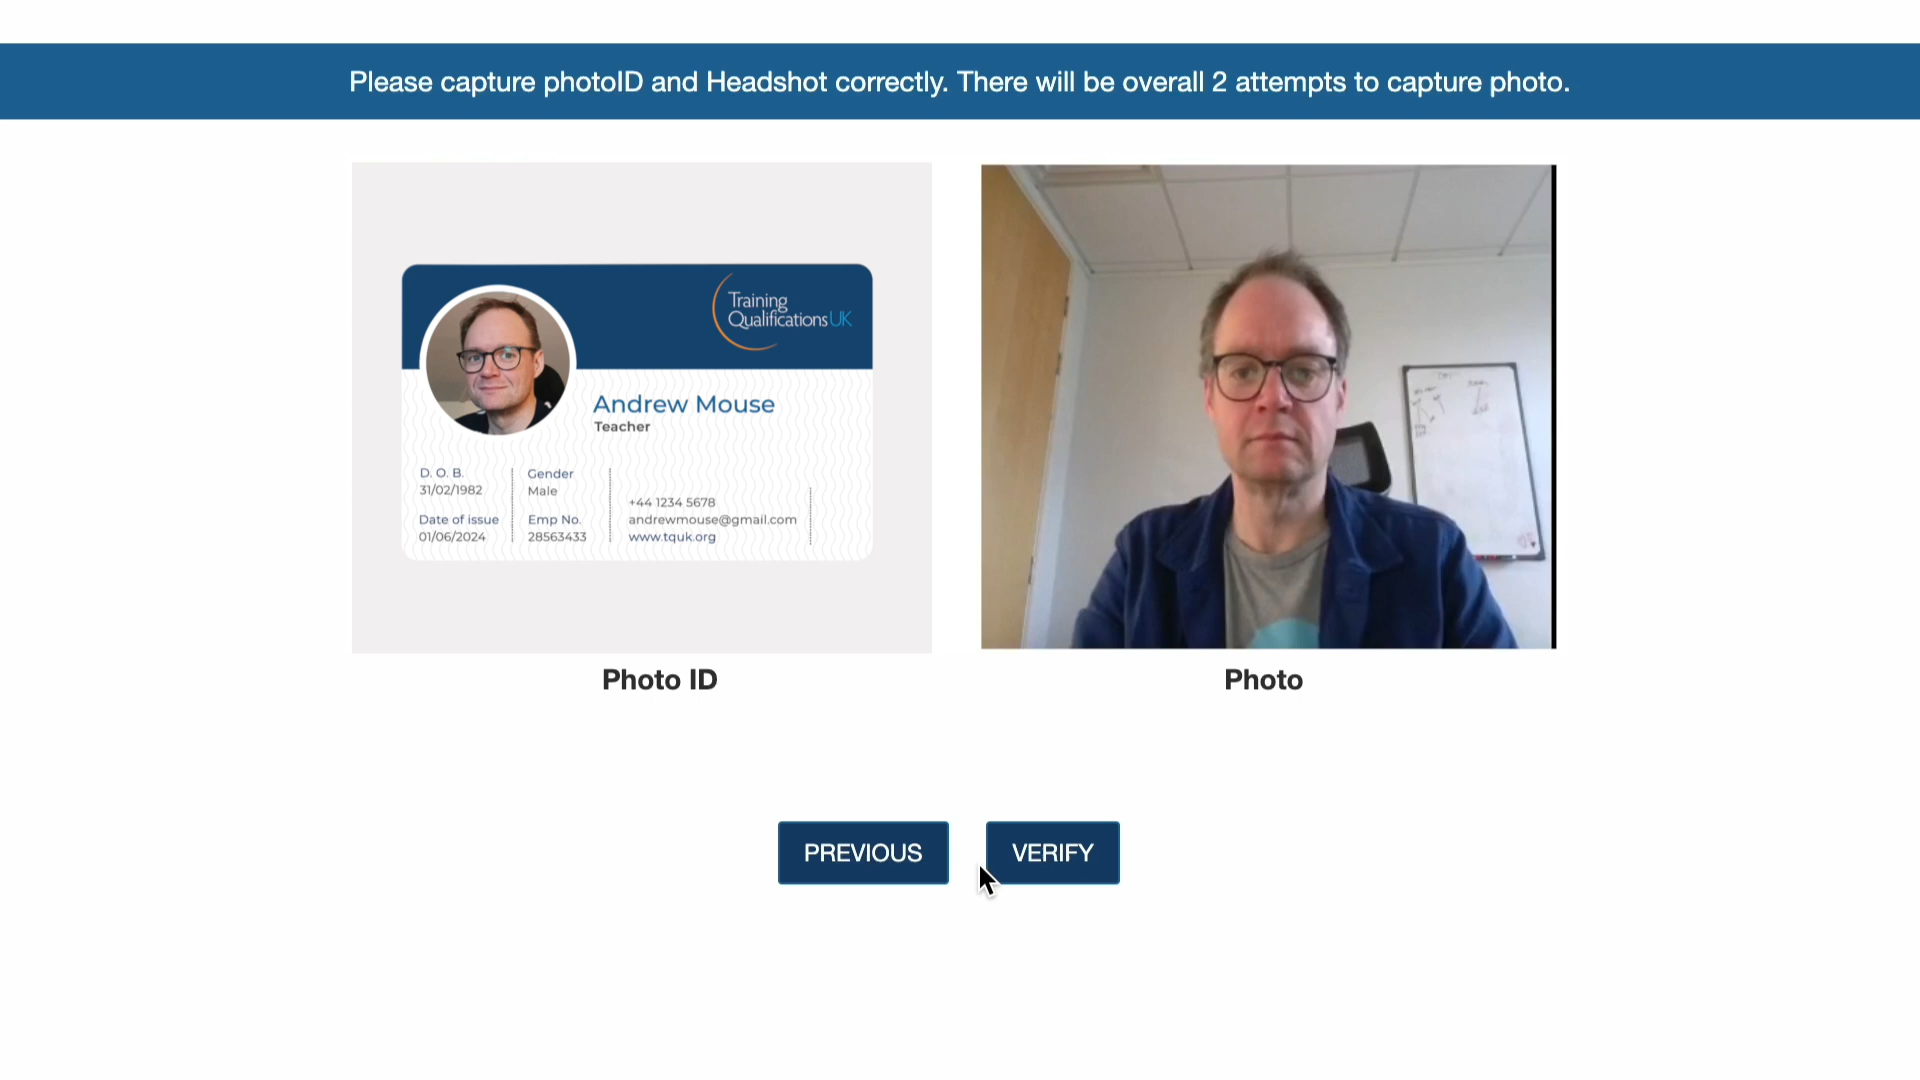 Please capture photoID and Headshot correctly. There will be overall 2 attempts to capture photo.
Training
QualificationsUK
Andrew Mouse
Teacher
D. O. B.
31/02/1982
Gender
Male
Date of issue
01/06/2024
Emp No.
28563433
+44 1234 5678
andrewmouse@gmail.com
www.tquk.org
Photo ID
Photo
PREVIOUS
VERIFY